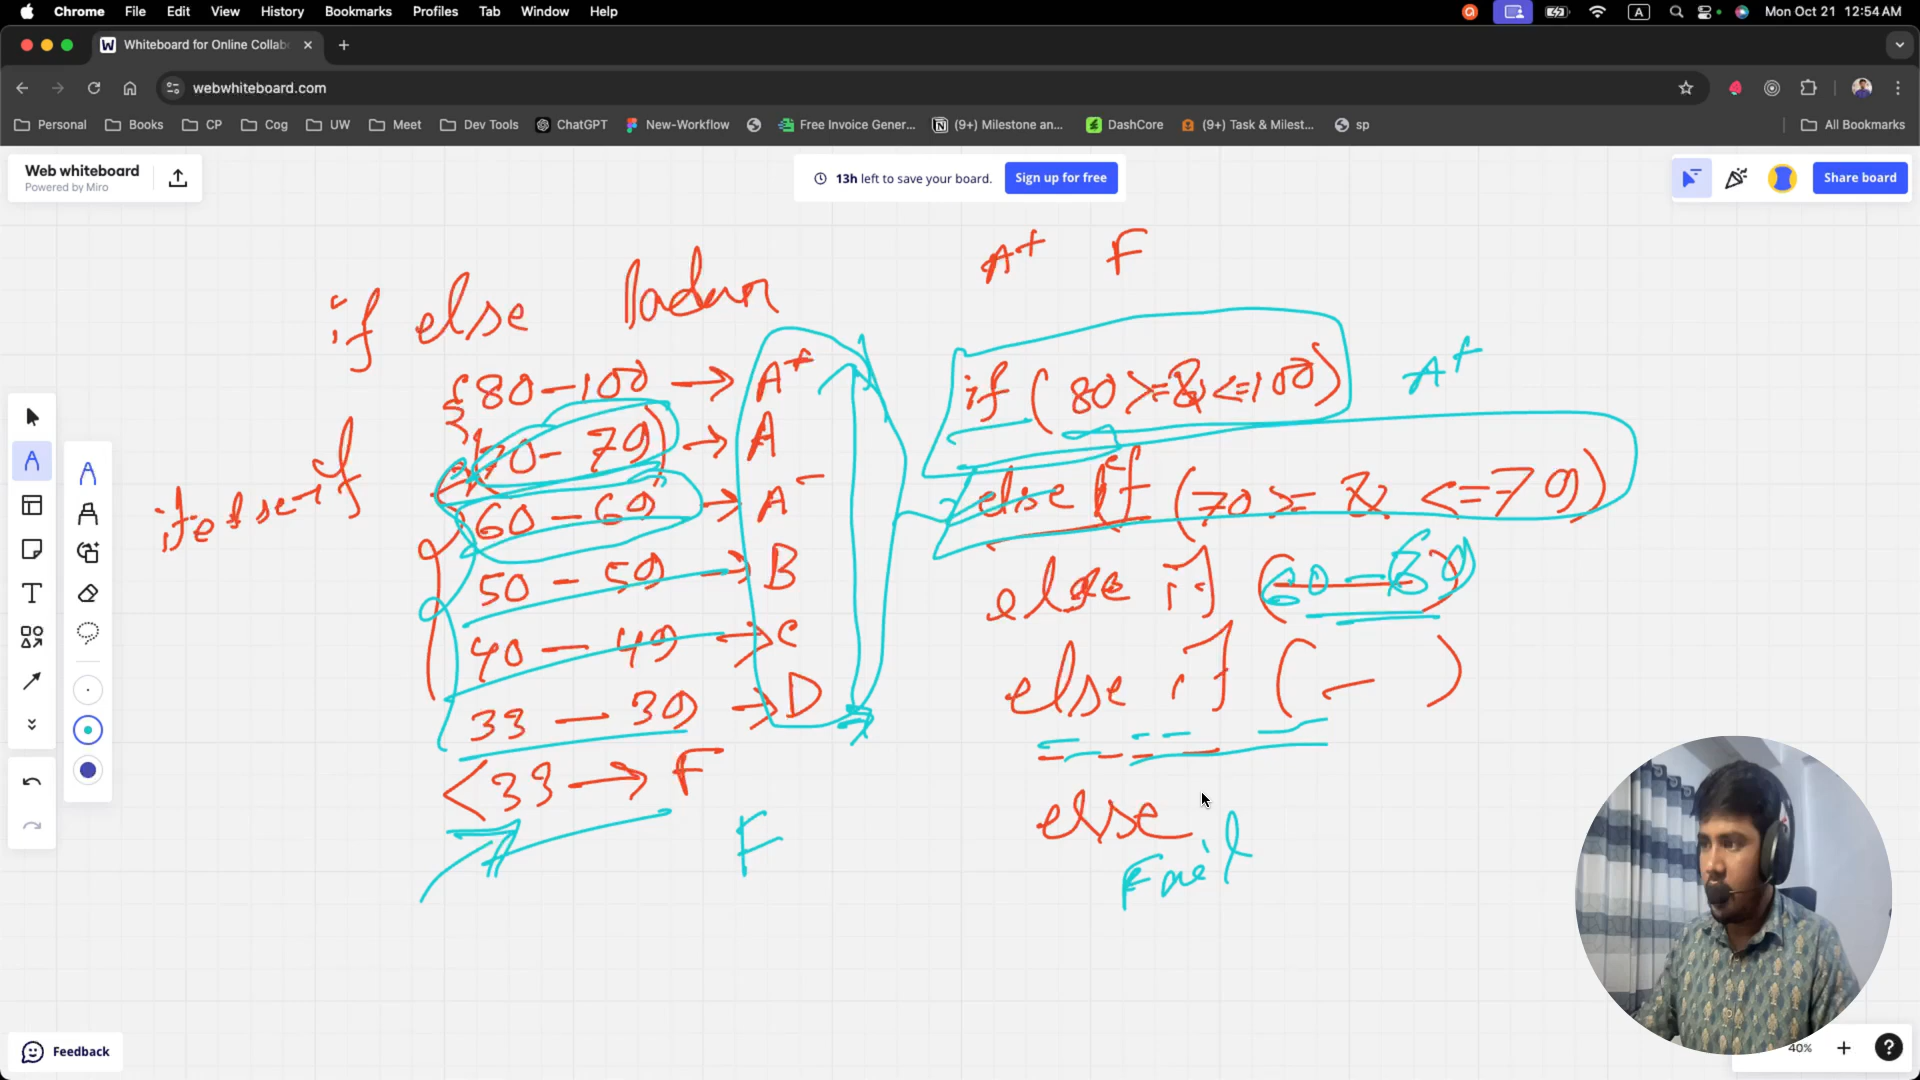 Chrome File Edit View History Bookmarks Profiles Tab Window Help A Mon Oct 21 12:54 AM
Whiteboard for Online Collab
webwhiteboard.com
Personal Books CP Cog UW Meet Dev Tools ChatGPT New-Workflow Free Invoice Gener... (9+) Milestone an... DashCore (9+) Task & Milest... sp All Bookmarks
Web whiteboard
Powered by Miro
13h left to save your board. Sign up for free
Share board
A+ F
if else
80-100 → A+
70-79 → A
60-69 → A-
50-59 → B
40-49 → C
33-39 → D
<33 → F
F
if (80 >= & <=100) A+
else if (70 >= & <=79)
else if (60-69)
else if (- )
else
Fail
Feedback
40%